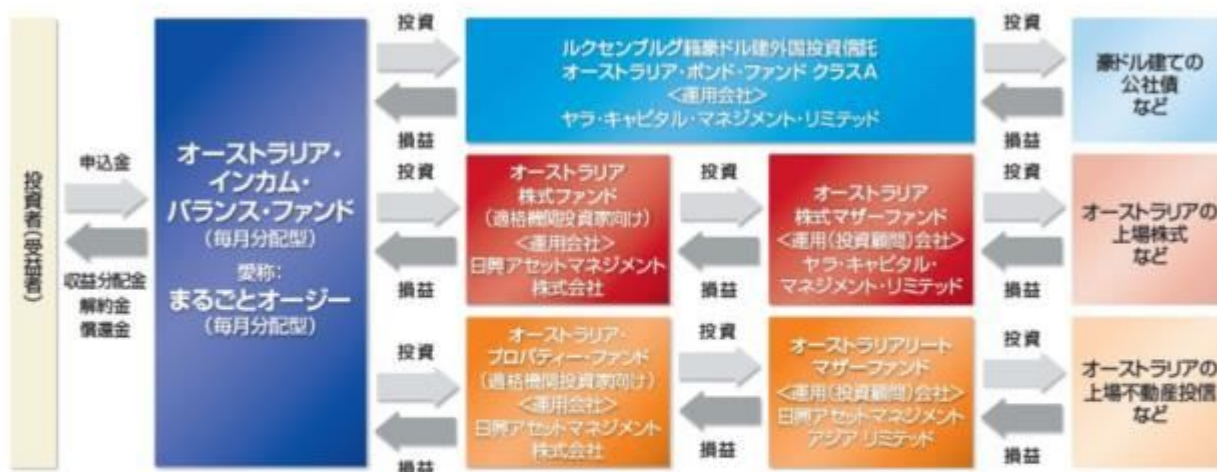 投資者(受益者)
申込金
収益分配金
解約金
償還金
オーストラリア・
インカム・
バランス・ファンド
(毎月分配型)
愛称:
まるごとオージー
(毎月分配型)
投資
損益
ルクセンブルグ籍豪ドル建外国投資信託
オーストラリア・ボンド・ファンド クラスA
<運用会社>
ヤラ・キャピタル・マネジメント・リミテッド
投資
損益
豪ドル建ての
公社債
など
投資
損益
オーストラリア
株式ファンド
(適格機関投資家向け)
<運用会社>
日興アセットマネジメント
株式会社
投資
損益
オーストラリア
株式マザーファンド
<運用(投資顧問)会社>
ヤラ・キャピタル・
マネジメント・リミテッド
投資
損益
オーストラリアの
上場株式
など
投資
損益
オーストラリア・
プロパティー・ファンド
(適格機関投資家向け)
<運用会社>
日興アセットマネジメント
株式会社
投資
損益
オーストラリアリート
マザーファンド
<運用(投資顧問)会社>
日興アセットマネジメント
アジア リミテッド
投資
損益
オーストラリアの
上場不動産投信
など